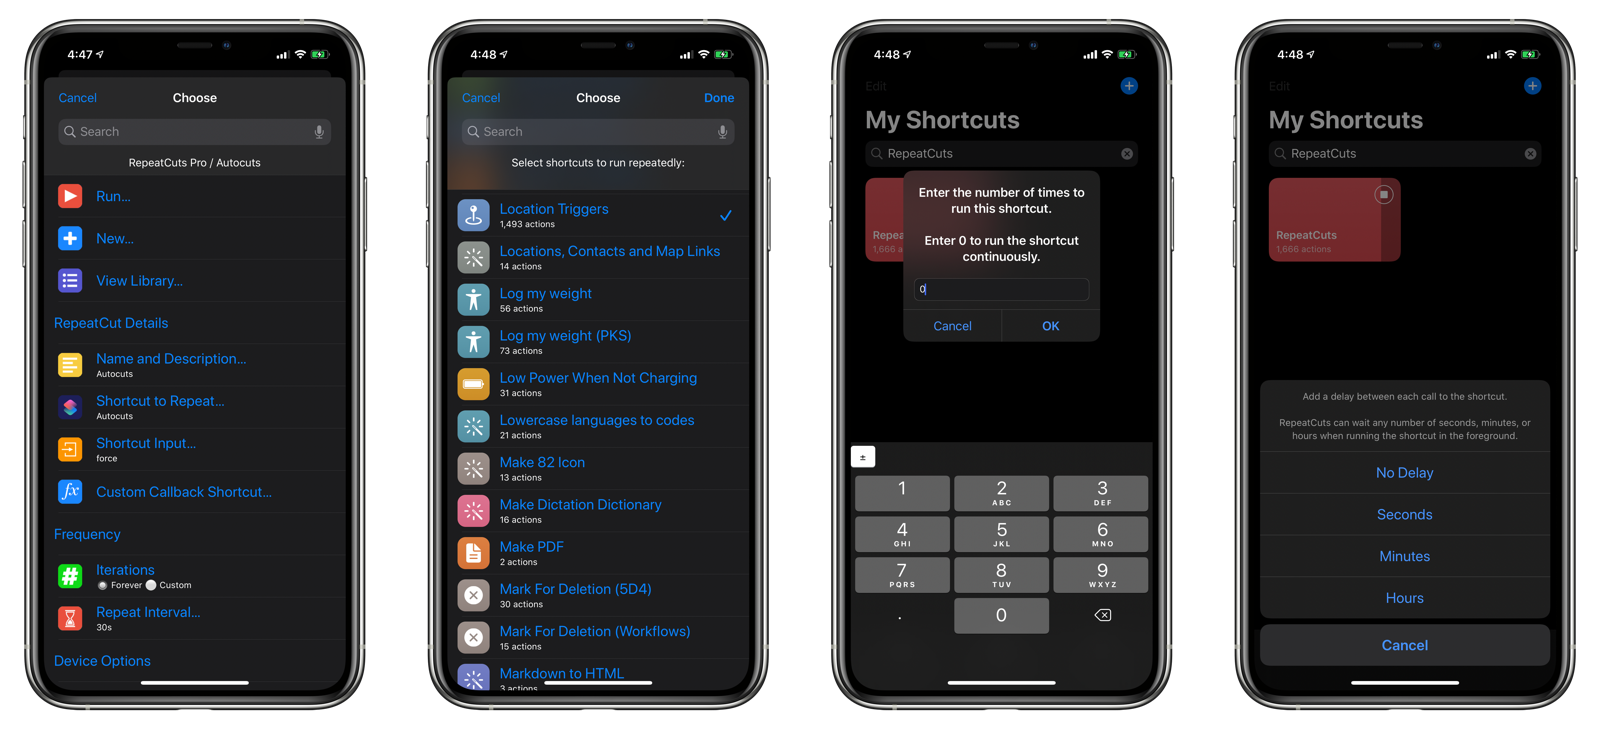 4:47
Cancel
Choose
Search
RepeatCuts Pro / Autocuts
Run...
New...
View Library...
RepeatCut Details
Name and Description...
Autocuts
Shortcut to Repeat...
Autocuts
Shortcut Input...
force
fx
Custom Callback Shortcut...
Frequency
#
Iterations
Forever
Custom
Repeat Interval...
30s
Device Options
4:48
Cancel
Choose
Done
Search
Select shortcuts to run repeatedly:
Location Triggers
1,493 actions
Locations, Contacts and Map Links
14 actions
Log my weight
56 actions
Log my weight (PKS)
73 actions
Low Power When Not Charging
31 actions
Lowercase languages to codes
21 actions
Make 82 Icon
13 actions
Make Dictation Dictionary
16 actions
Make PDF
2 actions
Mark For Deletion (5D4)
30 actions
Mark For Deletion (Workflows)
15 actions
Markdown to HTML
3 actions
4:48
Edit
My Shortcuts
RepeatCuts
Repea
1,666 a
Enter the number of times to
run this shortcut.
Enter 0 to run the shortcut
continuously.
0
Cancel
OK
±
1
2
ABC
3
DEF
4
GHI
5
JKL
6
MNO
7
PQRS
8
TUV
9
WXYZ
.
0
4:48
Edit
My Shortcuts
RepeatCuts
RepeatCuts
1,666 actions
Add a delay between each call to the shortcut.
RepeatCuts can wait any number of seconds, minutes, or
hours when running the shortcut in the foreground.
No Delay
Seconds
Minutes
Hours
Cancel